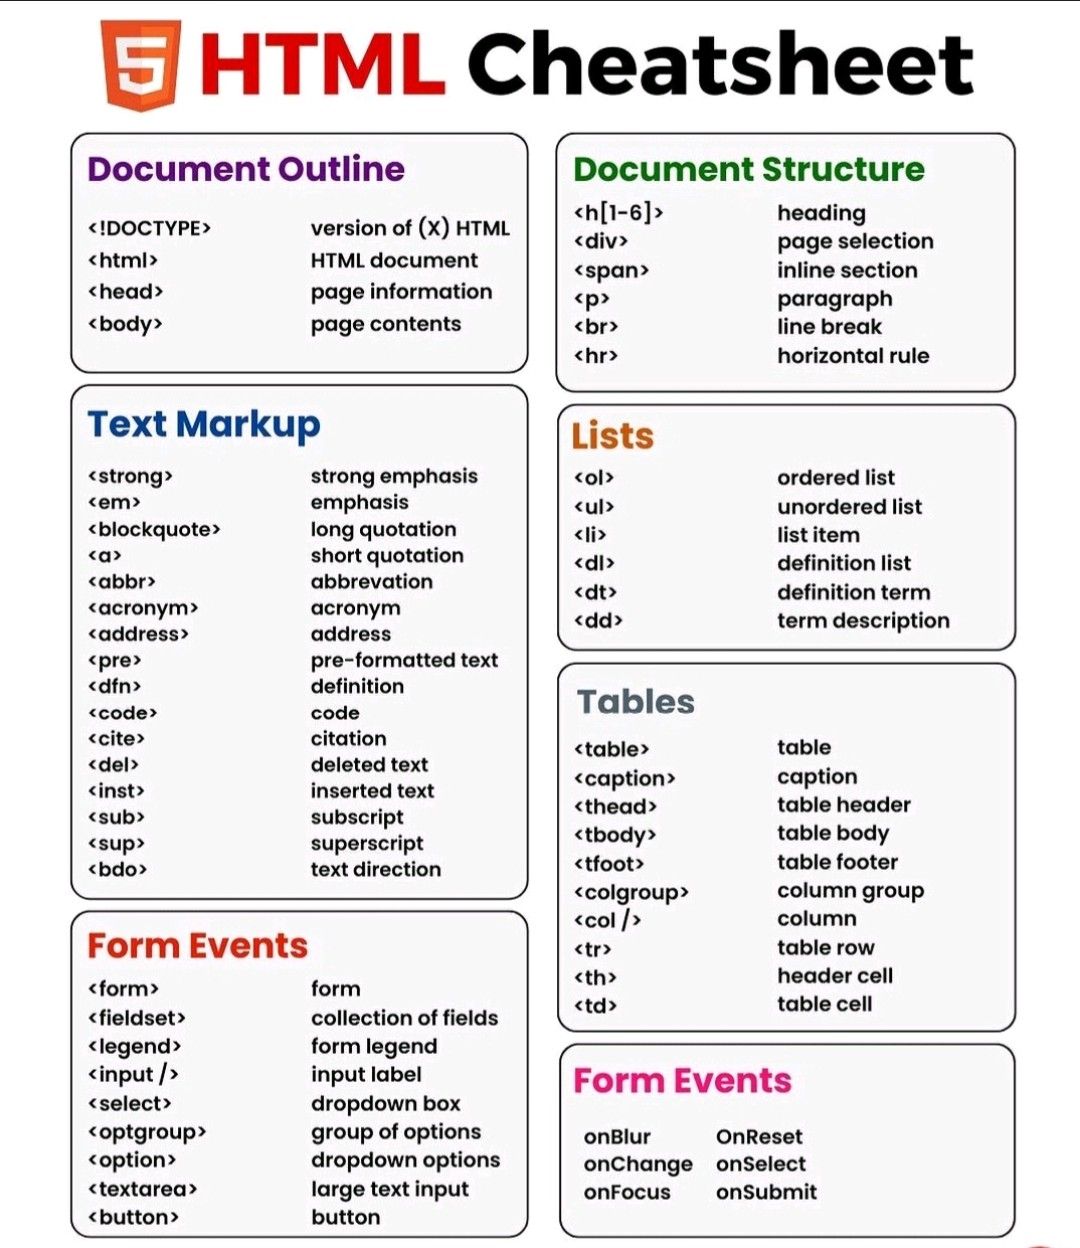 5 HTML Cheatsheet
Document Outline
<!DOCTYPE> version of (X) HTML
<html> HTML document
<head> page information
<body> page contents
Text Markup
<strong> strong emphasis
<em> emphasis
<blockquote> long quotation
<a> short quotation
<abbr> abbrevation
<acronym> acronym
<address> address
<pre> pre-formatted text
<dfn> definition
<code> code
<cite> citation
<del> deleted text
<inst> inserted text
<sub> subscript
<sup> superscript
<bdo> text direction
Form Events
<form> form
<fieldset> collection of fields
<legend> form legend
<input /> input label
<select> dropdown box
<optgroup> group of options
<option> dropdown options
<textarea> large text input
<button> button
Document Structure
<h[1-6]> heading
<div> page selection
<span> inline section
<p> paragraph
<br> line break
<hr> horizontal rule
Lists
<ol> ordered list
<ul> unordered list
<li> list item
<dl> definition list
<dt> definition term
<dd> term description
Tables
<table> table
<caption> caption
<thead> table header
<tbody> table body
<tfoot> table footer
<colgroup> column group
<col /> column
<tr> table row
<th> header cell
<td> table cell
Form Events
onBlur OnReset
onChange onSelect
onFocus onSubmit